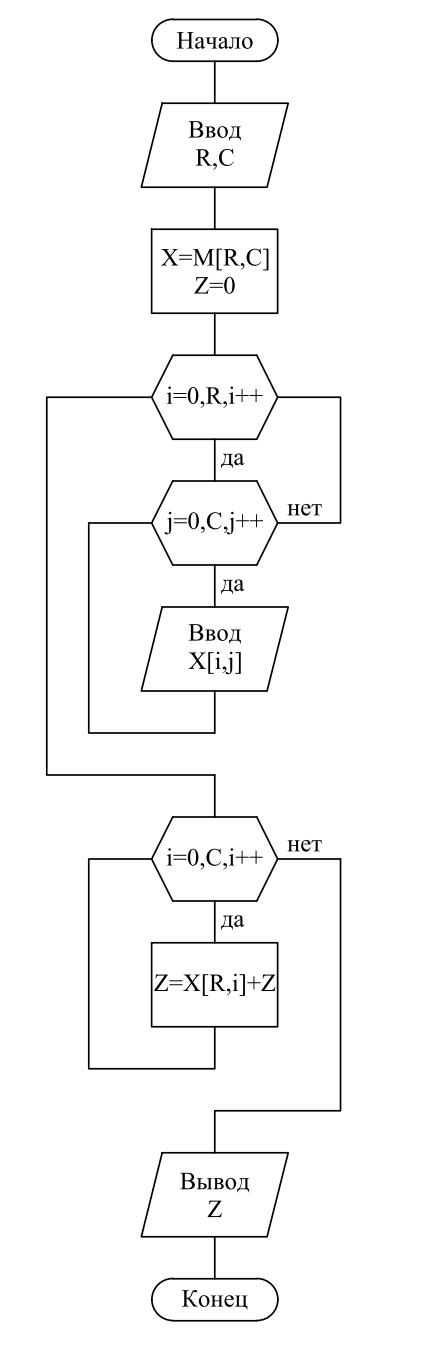 Начало
Ввод
R,C
X=M[R,C]
Z=0
i=0,R,i++
да
j=0,C,j++
нет
да
Ввод
X[i,j]
i=0,C,i++
нет
да
Z=X[R,i]+Z
Вывод
Z
Конец